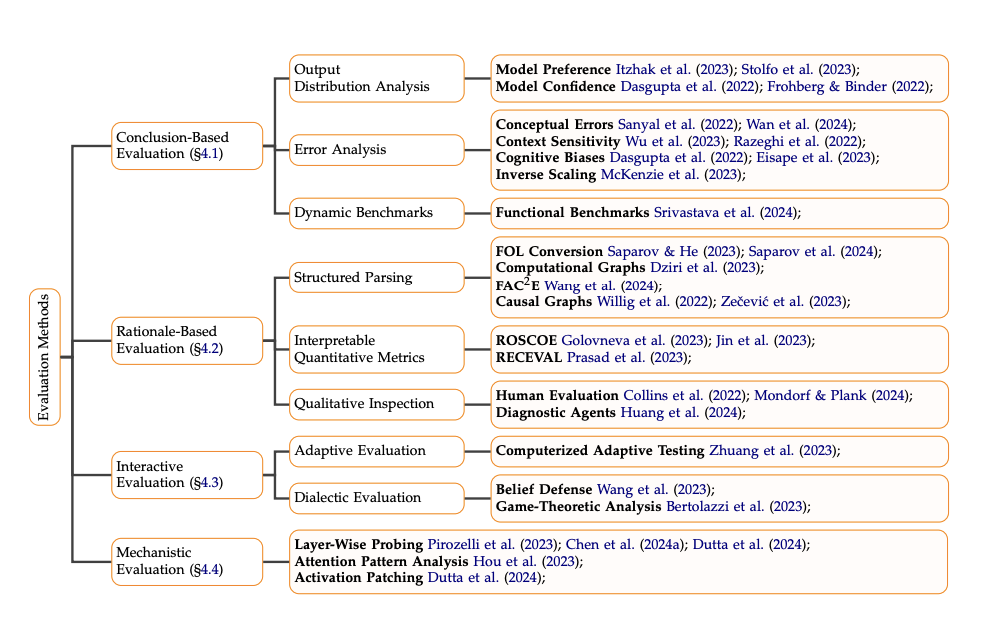 Evaluation Methods
Conclusion-Based
Evaluation (§4.1)
Output
Distribution Analysis
Model Preference Itzhak et al. (2023); Stolfo et al. (2023);
Model Confidence Dasgupta et al. (2022); Frohberg & Binder (2022);
Error Analysis
Conceptual Errors Sanyal et al. (2022); Wan et al. (2024);
Context Sensitivity Wu et al. (2023); Razeghi et al. (2022);
Cognitive Biases Dasgupta et al. (2022); Eisape et al. (2023);
Inverse Scaling McKenzie et al. (2023);
Dynamic Benchmarks
Functional Benchmarks Srivastava et al. (2024);
Rationale-Based
Evaluation (§4.2)
Structured Parsing
FOL Conversion Saparov & He (2023); Saparov et al. (2024);
Computational Graphs Dziri et al. (2023);
FAC²E Wang et al. (2024);
Causal Graphs Willig et al. (2022); Zečević et al. (2023);
Interpretable
Quantitative Metrics
ROSCOE Golovneva et al. (2023); Jin et al. (2023);
RECEVAL Prasad et al. (2023);
Qualitative Inspection
Human Evaluation Collins et al. (2022); Mondorf & Plank (2024);
Diagnostic Agents Huang et al. (2024);
Interactive
Evaluation (§4.3)
Adaptive Evaluation
Computerized Adaptive Testing Zhuang et al. (2023);
Dialectic Evaluation
Belief Defense Wang et al. (2023);
Game-Theoretic Analysis Bertolazzi et al. (2023);
Mechanistic
Evaluation (§4.4)
Layer-Wise Probing Pirozelli et al. (2023); Chen et al. (2024a); Dutta et al. (2024);
Attention Pattern Analysis Hou et al. (2023);
Activation Patching Dutta et al. (2024);